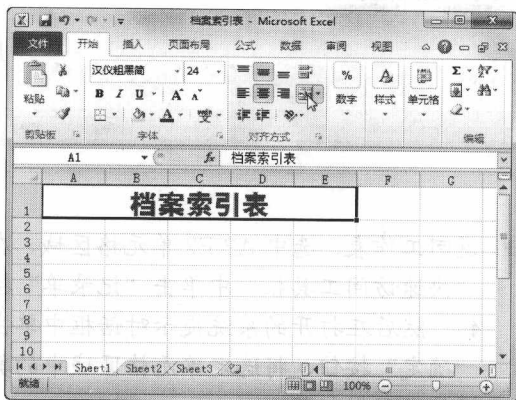 档案索引表 - Microsoft Excel
文件 开始 插入 页面布局 公式 数据 审阅 视图
粘贴 汉仪粗黑简 24 % 数字 样式 单元格 Σ
B I U A A
A 變
剪贴板 字体 对齐方式 编辑
A1 fx 档案索引表
A B C D E F G
1 档案索引表
2
3
4
5
6
7
8
9
10
Sheet1 Sheet2 Sheet3
就绪 100%